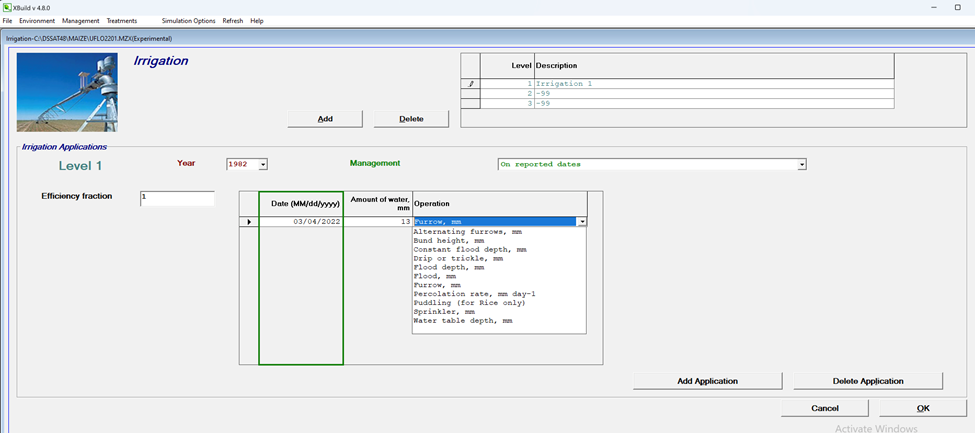 XBuild v 4.8.0
File Environment Management Treatments Simulation Options Refresh Help
Irrigation-C:\DSSAT48\MAIZE\UFLO2201.MZX(Experimental)
Irrigation
Level Description
1 Irrigation 1
2 -99
3 -99
Add Delete
Irrigation Applications
Level 1 Year 1982 Management On reported dates
Efficiency fraction 1
Date (MM/dd/yyyy) Amount of water, mm Operation
03/04/2022 13 Furrow, mm
Alternating furrows, mm
Bund height, mm
Constant flood depth, mm
Drip or trickle, mm
Flood depth, mm
Flood, mm
Furrow, mm
Percolation rate, mm day-1
Puddling (for Rice only)
Sprinkler, mm
Water table depth, mm
Add Application Delete Application
Cancel OK
Activate Windows